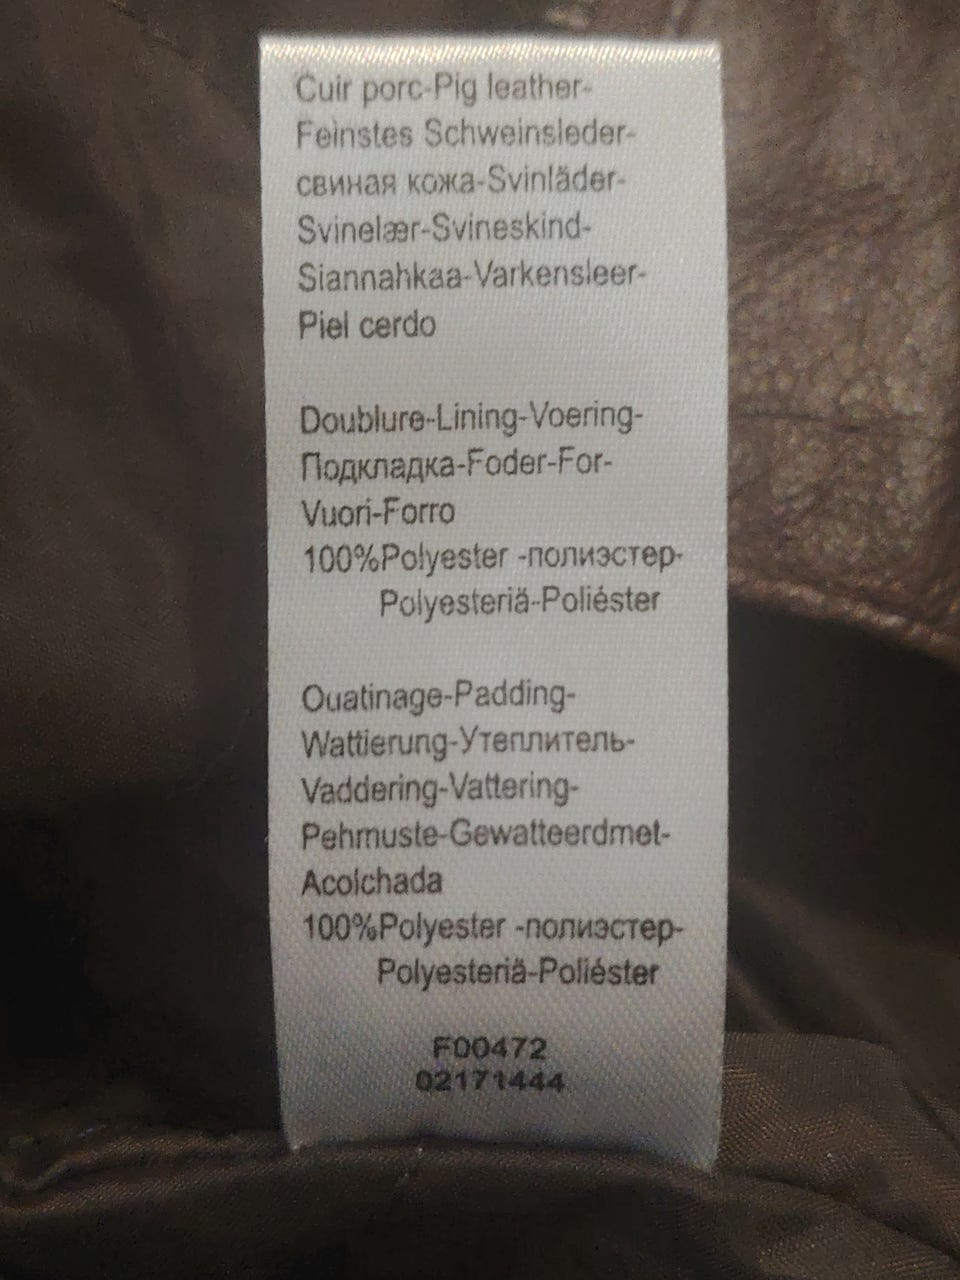 Cuir porc-Pig leather-
Feinstes Schweinsleder-
свиная кожа-Svinläder-
Svinelær-Svineskind-
Siannahkaa-Varkensleer-
Piel cerdo
Doublure-Lining-Voering-
Подкладка-Foder-For-
Vuori-Forro
100%Polyester -полиэстер-
Polyesteriä-Poliéster
Ouatinage-Padding-
Wattierung-Утеплитель-
Vaddering-Vattering-
Pehmuste-Gewatteerdmet-
Acolchada
100%Polyester -полиэстер-
Polyesteriä-Poliéster
F00472
02171444